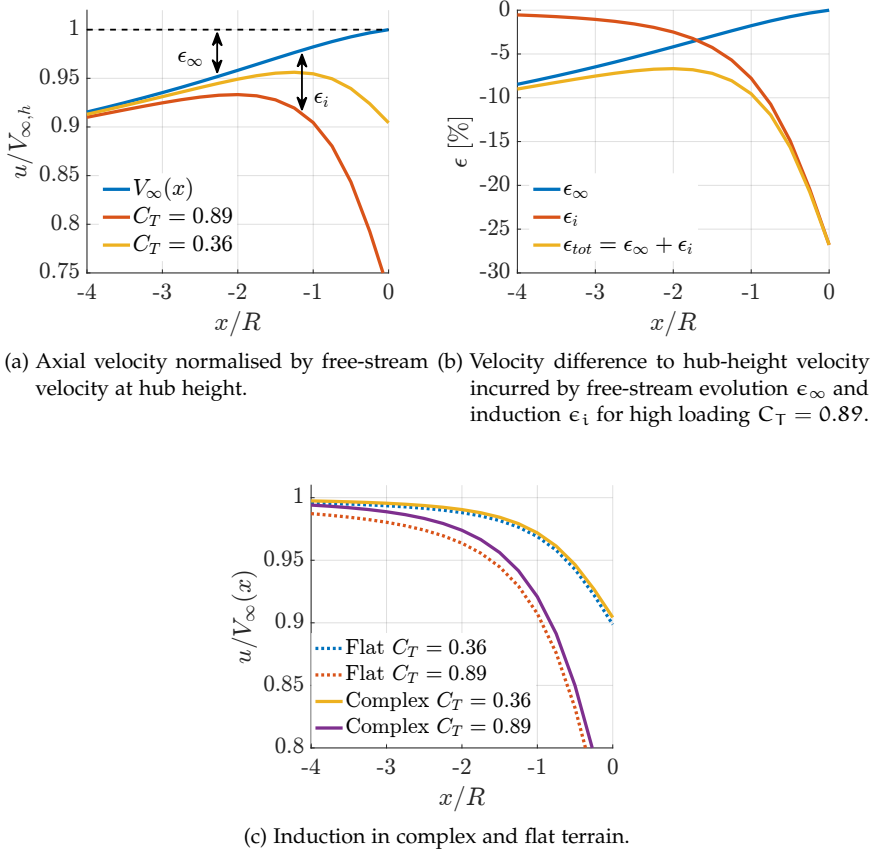 1
0.95
0.9
0.85
0.8
0.75
u/V∞,h
ϵ∞
ϵi
V∞(x)
CT = 0.89
CT = 0.36
-4 -3 -2 -1 0
x/R
0
-5
-10
-15
-20
-25
-30
ϵ [%]
ϵ∞
ϵi
ϵtot = ϵ∞ + ϵi
-4 -3 -2 -1 0
x/R
(a) Axial velocity normalised by free-stream
velocity at hub height.
(b) Velocity difference to hub-height velocity
incurred by free-stream evolution ϵ∞ and
induction ϵi for high loading CT = 0.89.
1
0.95
0.9
0.85
0.8
u/V∞(x)
Flat CT = 0.36
Flat CT = 0.89
Complex CT = 0.36
Complex CT = 0.89
-4 -3 -2 -1 0
x/R
(c) Induction in complex and flat terrain.